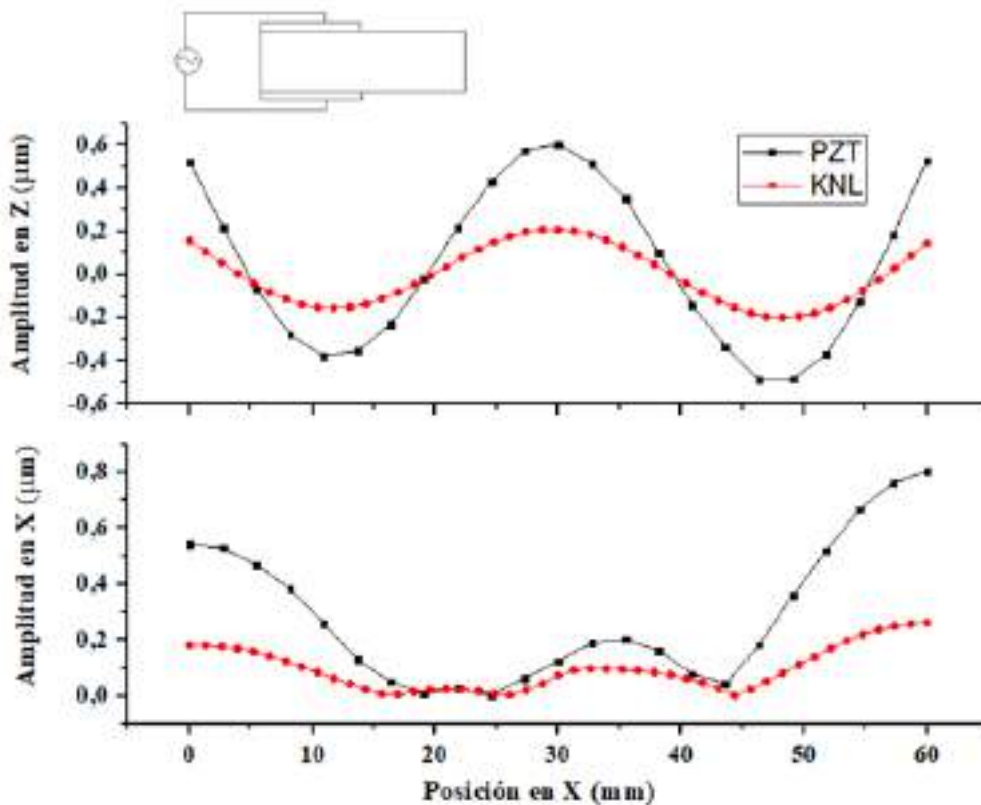 Amplitud en Z (μm)
0,6
0,4
0,2
0,0
-0,2
-0,4
-0,6
PZT
KNL
Amplitud en X (μm)
0,8
0,6
0,4
0,2
0,0
0 10 20 30 40 50 60
Posición en X (mm)